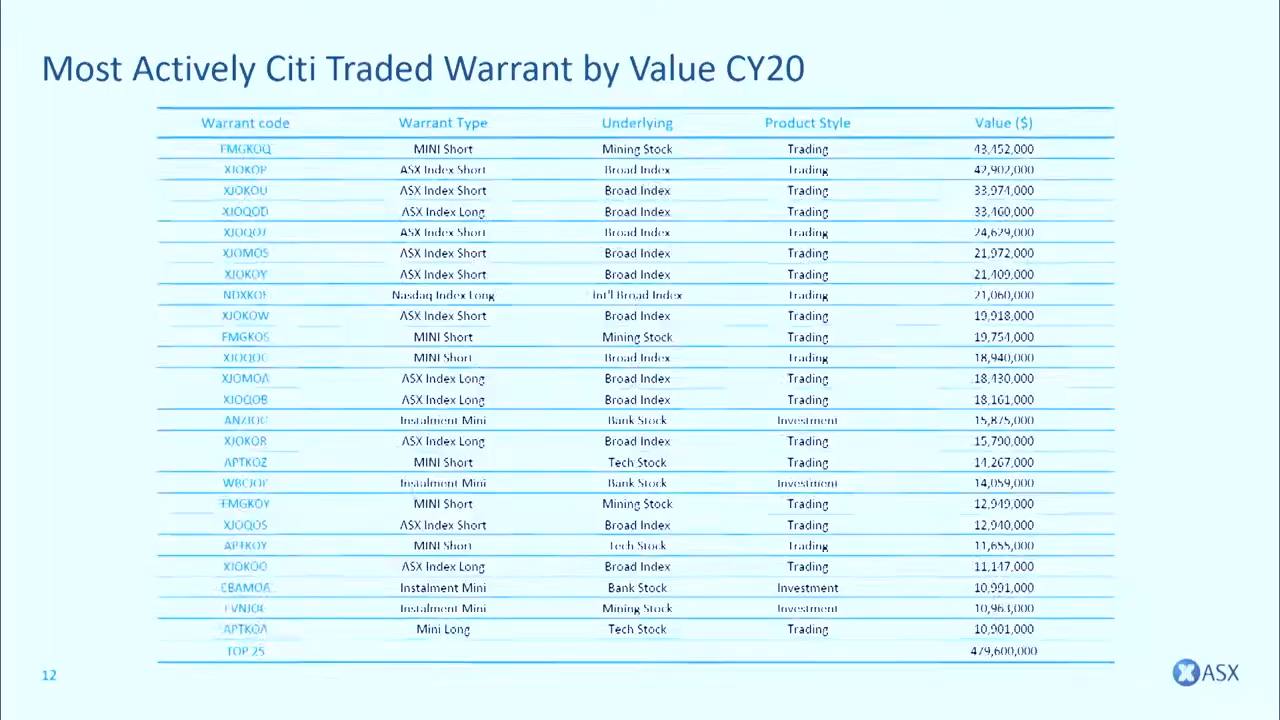 Most Actively Citi Traded Warrant by Value CY20
Warrant code Warrant Type Underlying Product Style Value ($)
FMGKOQ MINI Short Mining Stock Trading 43,452,000
XJOKOP ASX Index Short Broad Index Trading 42,902,000
XJOKOU ASX Index Short Broad Index Trading 33,974,000
XJOQOD ASX Index Long Broad Index Trading 33,460,000
ASX Index Short Broad Index Trading 24,629,000
XJOMOS ASX Index Short Broad Index Trading 21,972,000
XJOKOY ASX Index Short Broad Index Trading 21,409,000
Nasdaq Index Long Int'l Broad Index Trading 21,060,000
XJOKOW ASX Index Short Broad Index Trading 19,918,000
FMGKOS MINI Short Mining Stock Trading 19,754,000
MINI Short Broad Index Trading 18,940,000
XJOMOA ASX Index Long Broad Index Trading 18,430,000
XJOQOB ASX Index Long Broad Index Trading 18,161,000
Instalment Mini Bank Stock Investment 15,875,000
XJOKOR ASX Index Long Broad Index Trading 15,790,000
APTKOZ MINI Short Tech Stock Trading 14,267,000
Instalment Mini Bank Stock Investment 14,059,000
FMGKOY MINI Short Mining Stock Trading 12,949,000
XJOQOS ASX Index Short Broad Index Trading 12,940,000
APTKOY MINI Short Tech Stock Trading 11,655,000
XJOKOO ASX Index Long Broad Index Trading 11,147,000
CBAMOA Instalment Mini Bank Stock Investment 10,991,000
Instalment Mini Mining Stock Investment 10,963,000
APTKOA Mini Long Tech Stock Trading 10,901,000
TOP 25 479,600,000
12
ASX